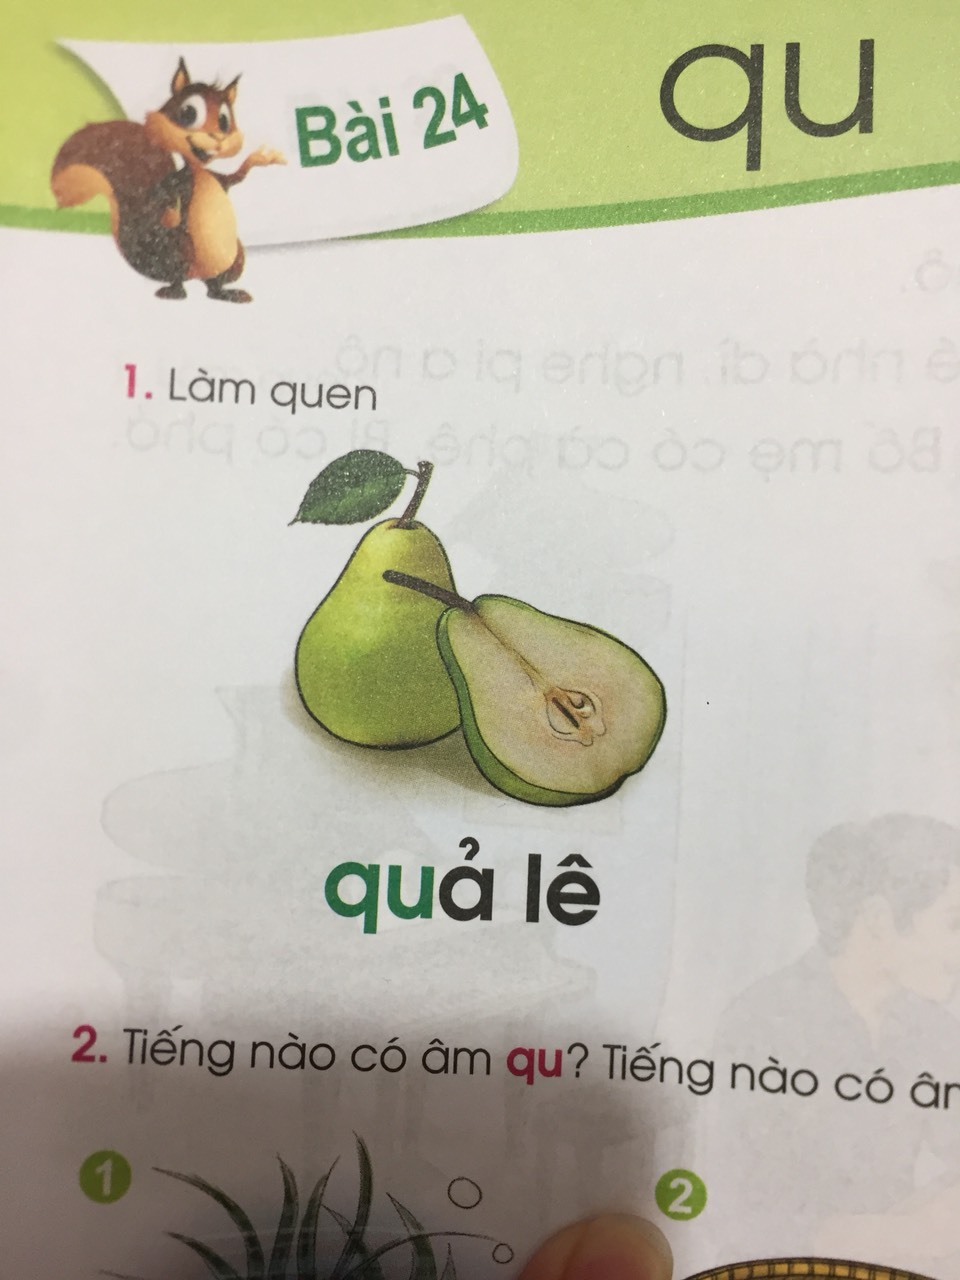 Bài 24
qu
1. Làm quen
quả lê
2. Tiếng nào có âm qu? Tiếng nào có
1
2